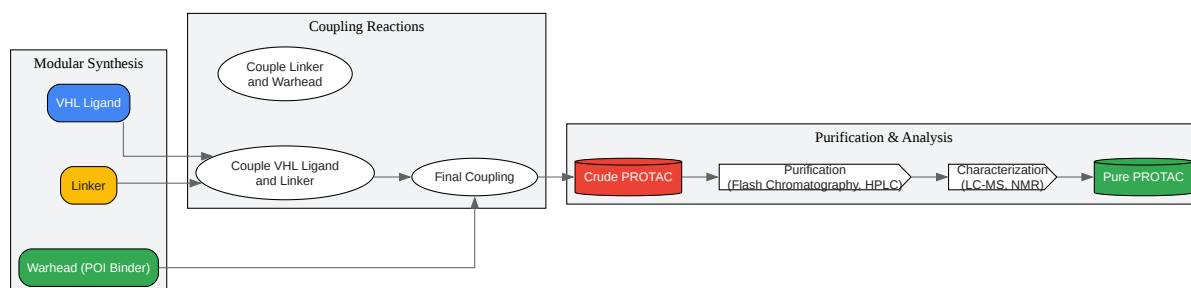 Modular Synthesis
VHL Ligand
Linker
Warhead (POI Binder)
Coupling Reactions
Couple Linker
and Warhead
Couple VHL Ligand
and Linker
Final Coupling
Purification & Analysis
Crude PROTAC
Purification
(Flash Chromatography, HPLC)
Characterization
(LC-MS, NMR)
Pure PROTAC